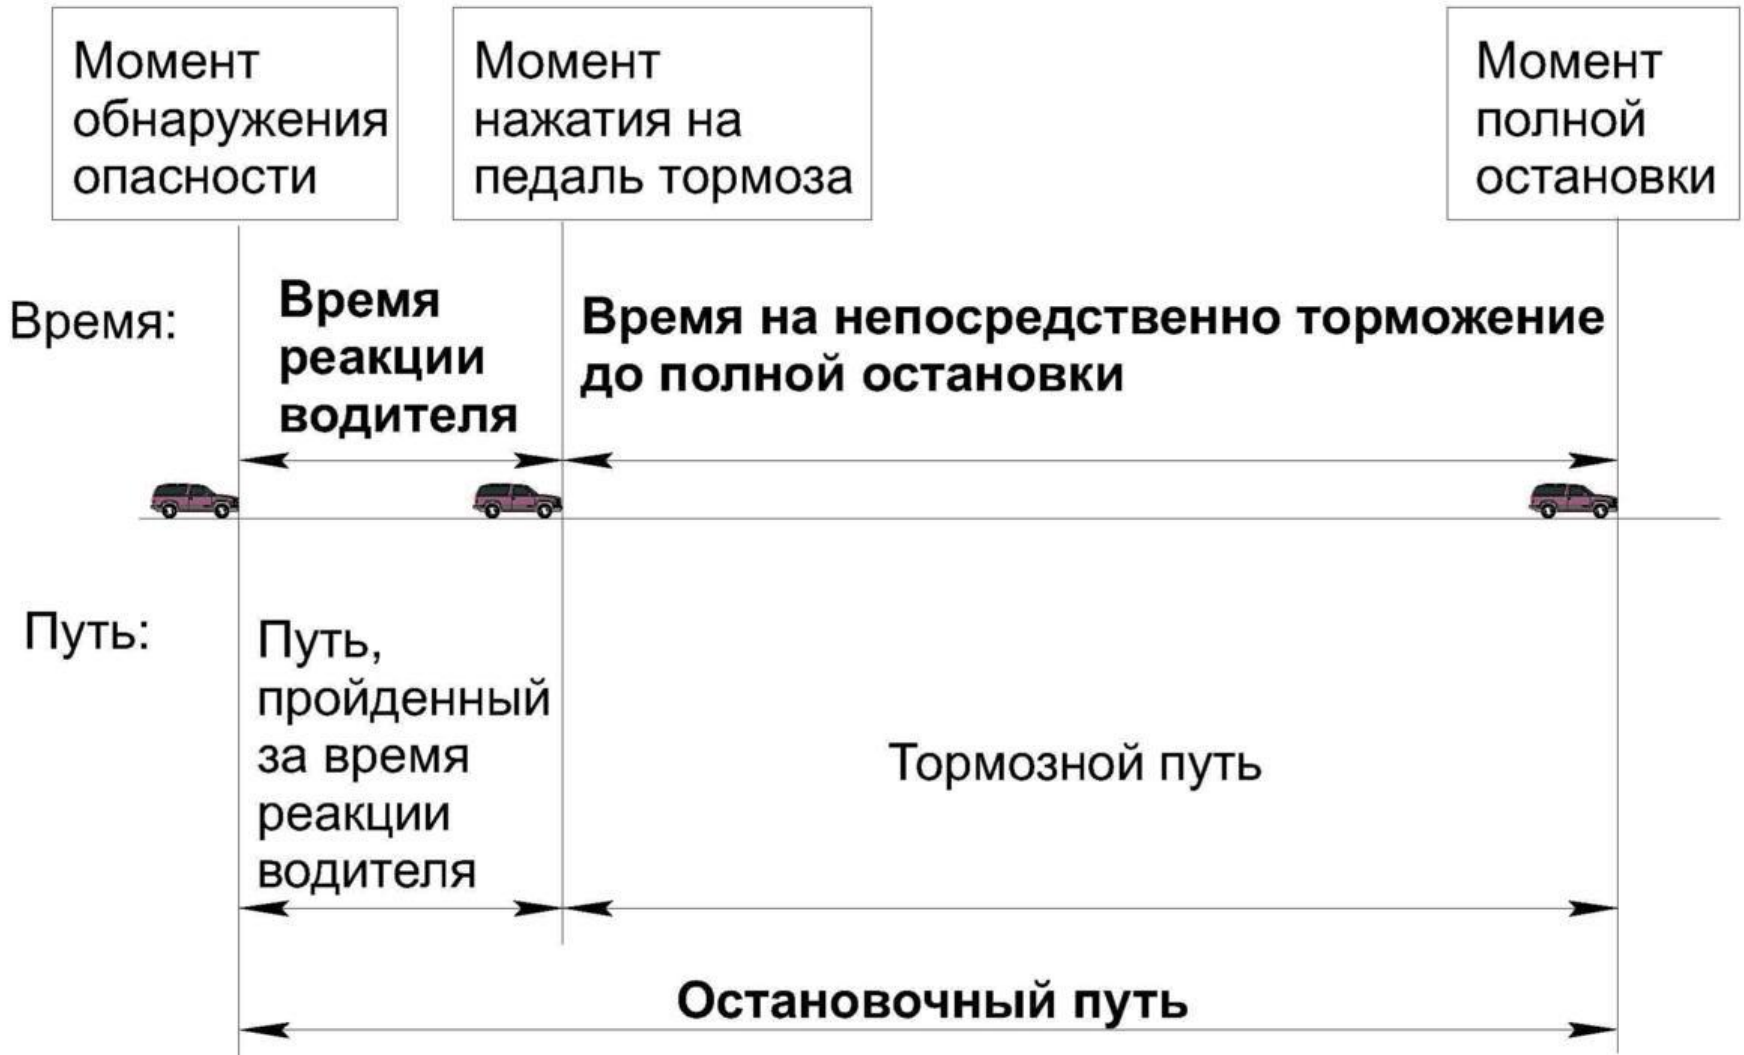 Момент
обнаружения
опасности
Момент
нажатия на
педаль тормоза
Момент
полной
остановки
Время:
Время
реакции
водителя
Время на непосредственно торможение
до полной остановки
Путь:
Путь,
пройденный
за время
реакции
водителя
Тормозной путь
Остановочный путь